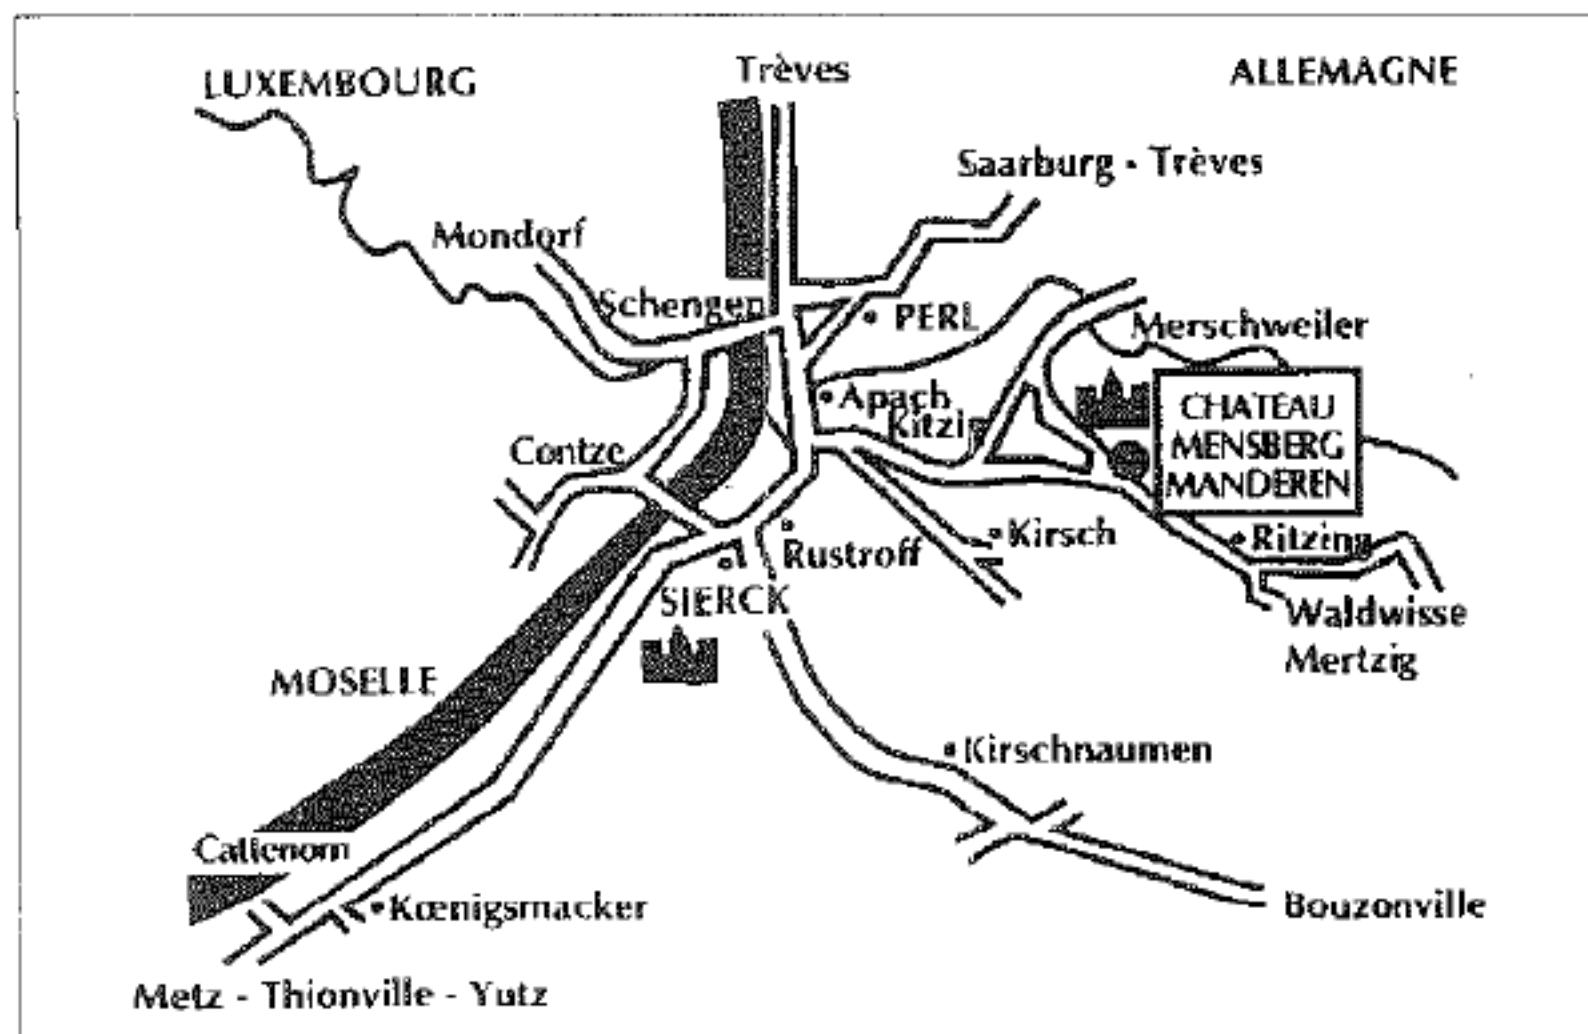 LUXEMBOURG
Trèves
ALLEMAGNE
Saarburg - Trèves
Mondorf
Schengen
PERL
Merschweiler
Apach
Kitzi
CHATEAU
MENSBERG
MANDEREN
Contze
Kirsch
Ritzing
Rustroff
SIERCK
Waldwisse
Mertzig
MOSELLE
Kirschnaumen
Cattenom
Kœnigsmacker
Bouzonville
Metz - Thionville - Yutz